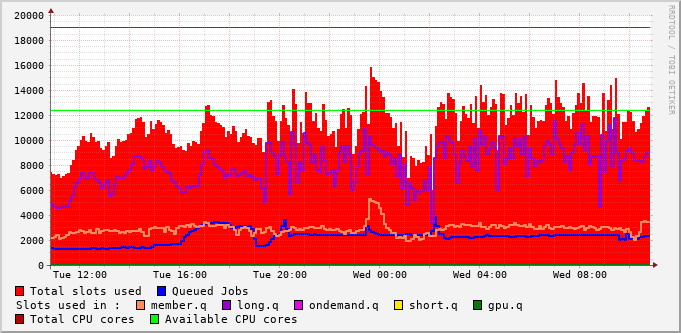 20000
18000
16000
14000
12000
10000
8000
6000
4000
2000
0
Tue 12:00 Tue 16:00 Tue 20:00 Wed 00:00 Wed 04:00 Wed 08:00
RRDTOOL / TOBI OETIKER
Total slots used Queued Jobs
Slots used in : member.q long.q ondemand.q short.q gpu.q
Total CPU cores Available CPU cores